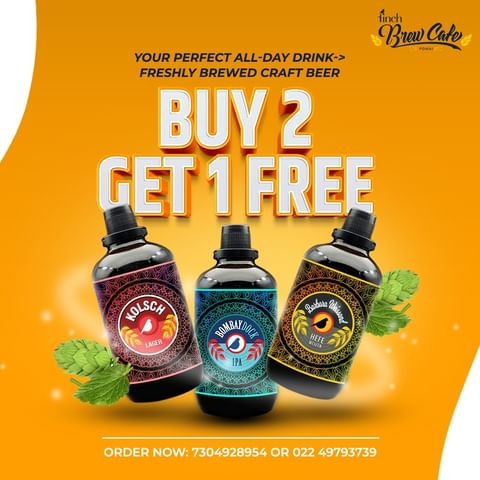 finch
Brew Cafe
POWAI
YOUR PERFECT ALL-DAY DRINK->
FRESHLY BREWED CRAFT BEER
BUY 2
GET 1 FREE
KOLSCH
LAGER
BOMBAY DUCK
IPA
HEFE
WEIZEN
ORDER NOW: 7304928954 OR 022 49793739